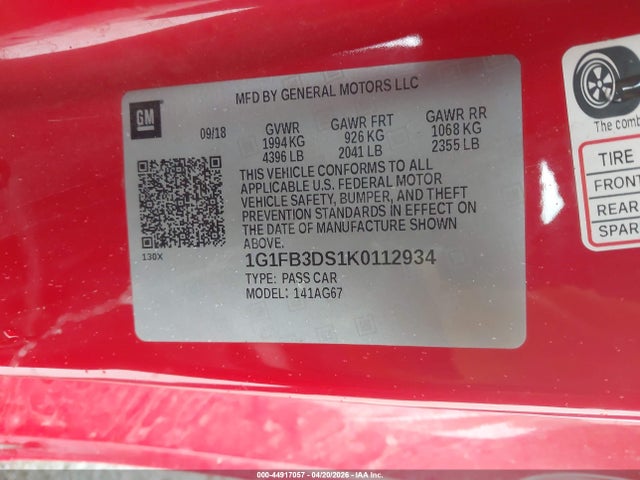 MFD BY GENERAL MOTORS LLC
GM
09/18
GVWR GAWR FRT GAWR RR
1994 KG 926 KG 1068 KG
4396 LB 2041 LB 2355 LB
THIS VEHICLE CONFORMS TO ALL
APPLICABLE U.S. FEDERAL MOTOR
VEHICLE SAFETY, BUMPER, AND THEFT
PREVENTION STANDARDS IN EFFECT ON
THE DATE OF MANUFACTURE SHOWN
ABOVE.
130X
1G1FB3DS1K0112934
TYPE: PASS CAR
MODEL: 141AG67
The comb
TIRE
FRONT
REAR
SPAR
000-44917057 - 04/20/2026 - IAA Inc.